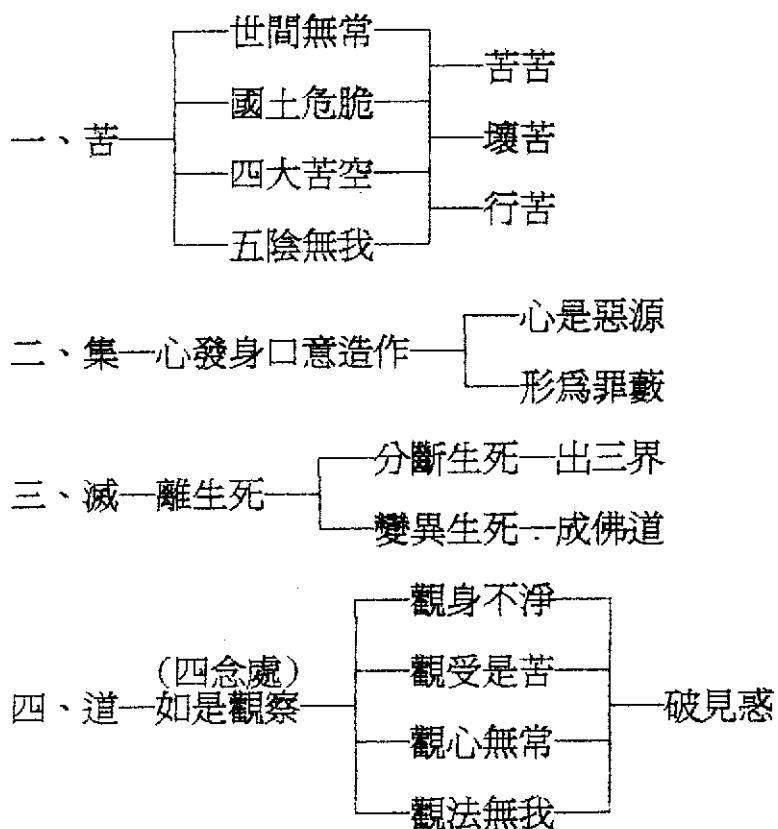 世間無常
苦苦
國土危脆
一、苦
壞苦
四大苦空
行苦
五陰無我
心是惡源
二、集—心發身口意造作
形爲罪藪
分斷生死—出三界
三、滅—離生死
變異生死—成佛道
觀身不淨
(四念處)
觀受是苦
四、道—如是觀察
破見惑
觀心無常
觀法無我